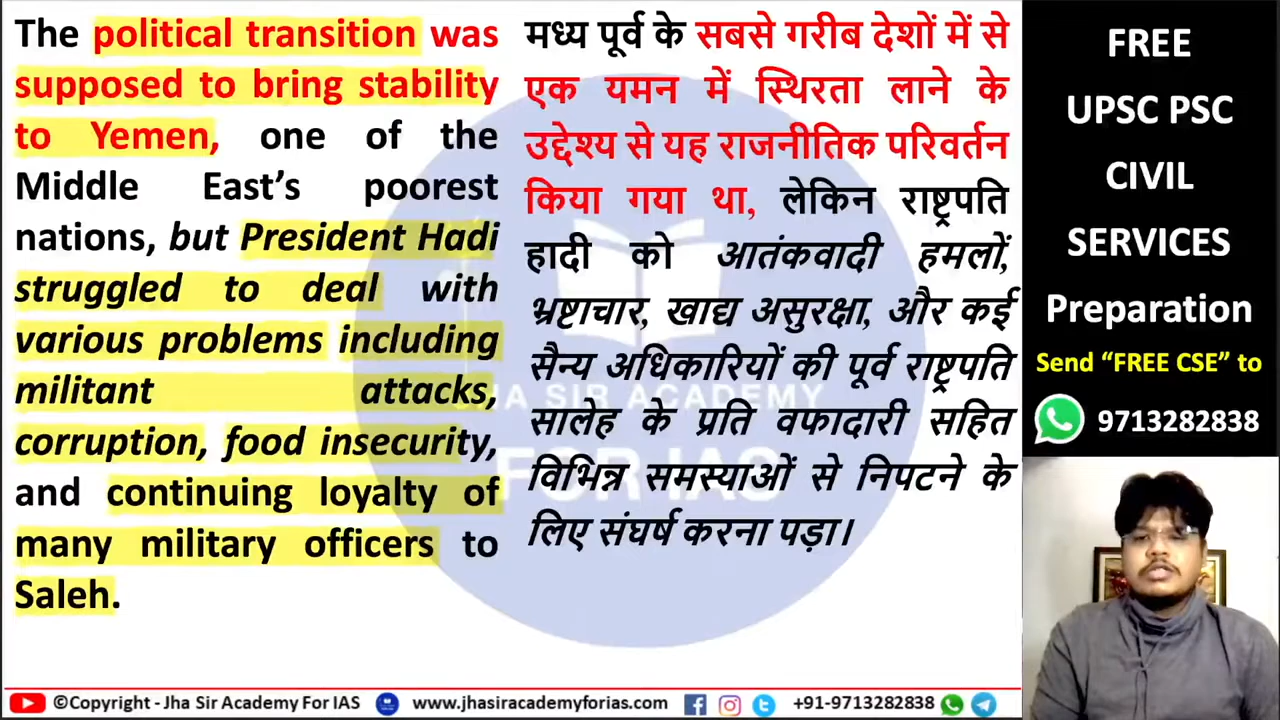 The political transition was
supposed to bring stability
to Yemen, one of the
Middle East's poorest
nations, but President Hadi
struggled to deal with
various problems including
militant attacks,
corruption, food insecurity,
and continuing loyalty of
many military officers to
Saleh.
मध्य पूर्व के सबसे गरीब देशों में से
एक यमन में स्थिरता लाने के
उद्देश्य से यह राजनीतिक परिवर्तन
किया गया था, लेकिन राष्ट्रपति
हादी को आतंकवादी हमलों,
भ्रष्टाचार, खाद्य असुरक्षा, और कई
सैन्य अधिकारियों की पूर्व राष्ट्रपति
सालेह के प्रति वफादारी सहित
विभिन्न समस्याओं से निपटने के
लिए संघर्ष करना पड़ा।
JHA SIR ACADEMY
FOR IAS
FREE
UPSC PSC
CIVIL
SERVICES
Preparation
Send “FREE CSE” to
9713282838
©Copyright - Jha Sir Academy For IAS www.jhasiracademyforias.com +91-9713282838